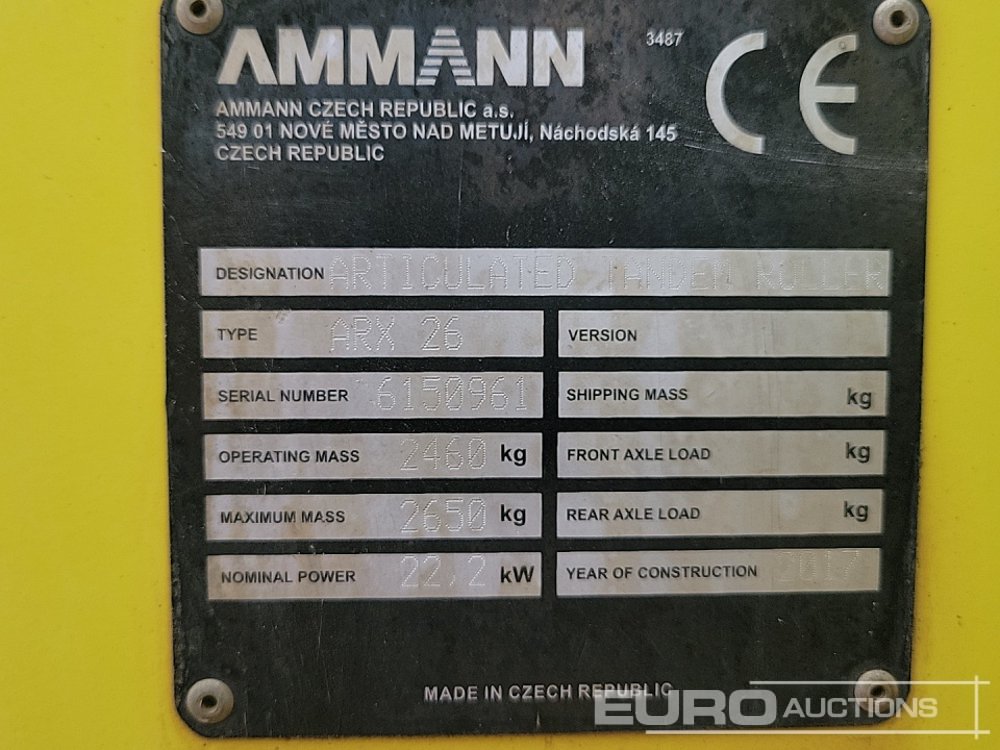 AMMANN
3487 CE
AMMANN CZECH REPUBLIC a.s.
549 01 NOVÉ MĚSTO NAD METUJÍ, Náchodská 145
CZECH REPUBLIC
DESIGNATION ARTICULATED TANDEM ROLLER
TYPE ARX 26 VERSION
SERIAL NUMBER 6150961 SHIPPING MASS kg
OPERATING MASS 2460 kg FRONT AXLE LOAD kg
MAXIMUM MASS 2650 kg REAR AXLE LOAD kg
NOMINAL POWER 22,2 kW YEAR OF CONSTRUCTION 2017
MADE IN CZECH REPUBLIC
EURO AUCTIONS